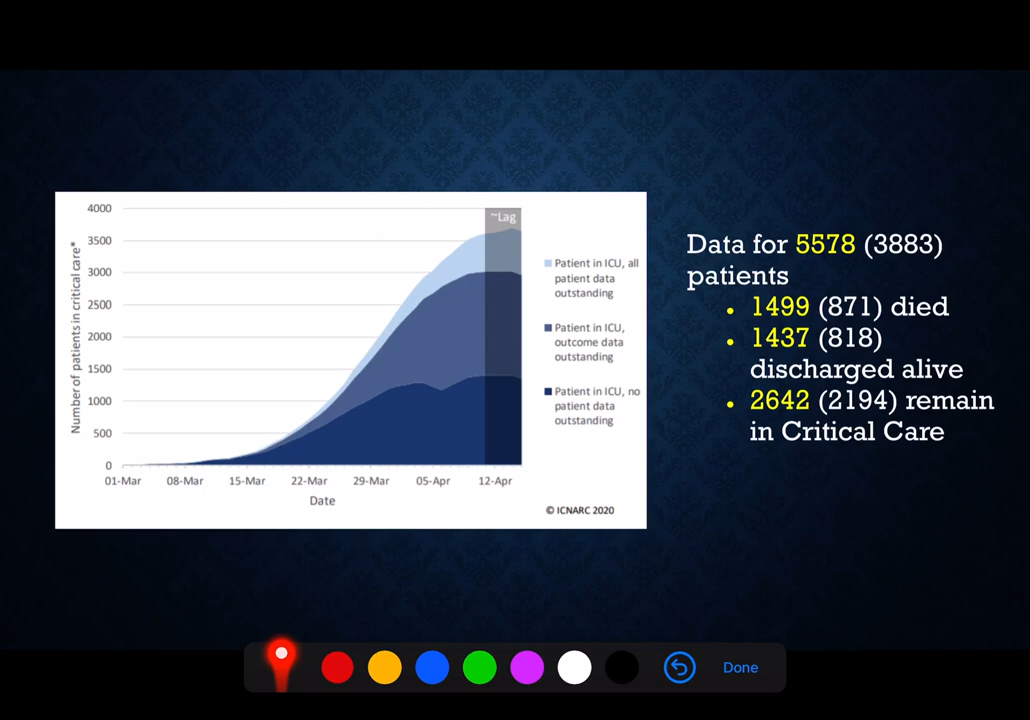 4000
3500
3000
2500
2000
1500
1000
500
0
Number of patients in critical care*
~Lag
01-Mar
08-Mar
15-Mar
22-Mar
29-Mar
05-Apr
12-Apr
Date
Patient in ICU, all
patient data
outstanding
Patient in ICU,
outcome data
outstanding
Patient in ICU, no
patient data
outstanding
© ICNARC 2020
Data for 5578 (3883)
patients
• 1499 (871) died
• 1437 (818)
discharged alive
• 2642 (2194) remain
in Critical Care
Done